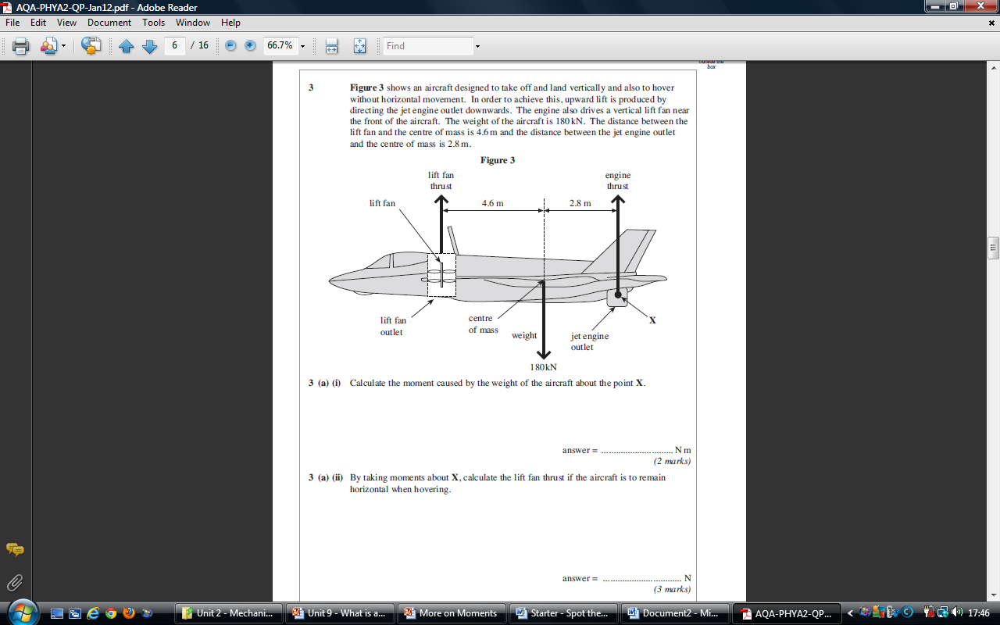 AQA-PHYA2-QP-Jan12.pdf - Adobe Reader
File Edit View Document Tools Window Help
6 / 16 66.7% Find
outside the
box
3 Figure 3 shows an aircraft designed to take off and land vertically and also to hover
without horizontal movement. In order to achieve this, upward lift is produced by
directing the jet engine outlet downwards. The engine also drives a vertical lift fan near
the front of the aircraft. The weight of the aircraft is 180 kN. The distance between the
lift fan and the centre of mass is 4.6 m and the distance between the jet engine outlet
and the centre of mass is 2.8 m.
Figure 3
lift fan
thrust
engine
thrust
lift fan
4.6 m
2.8 m
lift fan
outlet
centre
of mass
weight
jet engine
outlet
X
180kN
3 (a) (i) Calculate the moment caused by the weight of the aircraft about the point X.
answer = ............................. N m
(2 marks)
3 (a) (ii) By taking moments about X, calculate the lift fan thrust if the aircraft is to remain
horizontal when hovering.
answer = ................................ N
(3 marks)
Unit 2 - Mechani... Unit 9 - What is a... More on Moments Starter - Spot the... Document2 - Mi... AQA-PHYA2-QP... 17:46